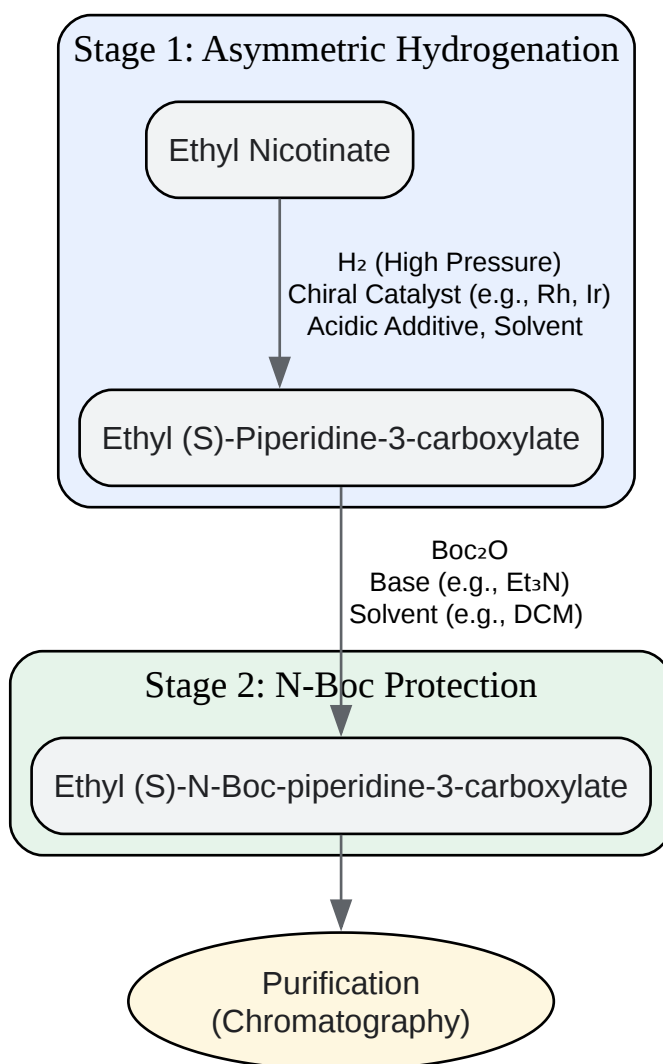 Stage 1: Asymmetric Hydrogenation
Ethyl Nicotinate
H₂ (High Pressure)
Chiral Catalyst (e.g., Rh, Ir)
Acidic Additive, Solvent
Ethyl (S)-Piperidine-3-carboxylate
Boc₂O
Base (e.g., Et₃N)
Solvent (e.g., DCM)
Stage 2: N-Boc Protection
Ethyl (S)-N-Boc-piperidine-3-carboxylate
Purification
(Chromatography)